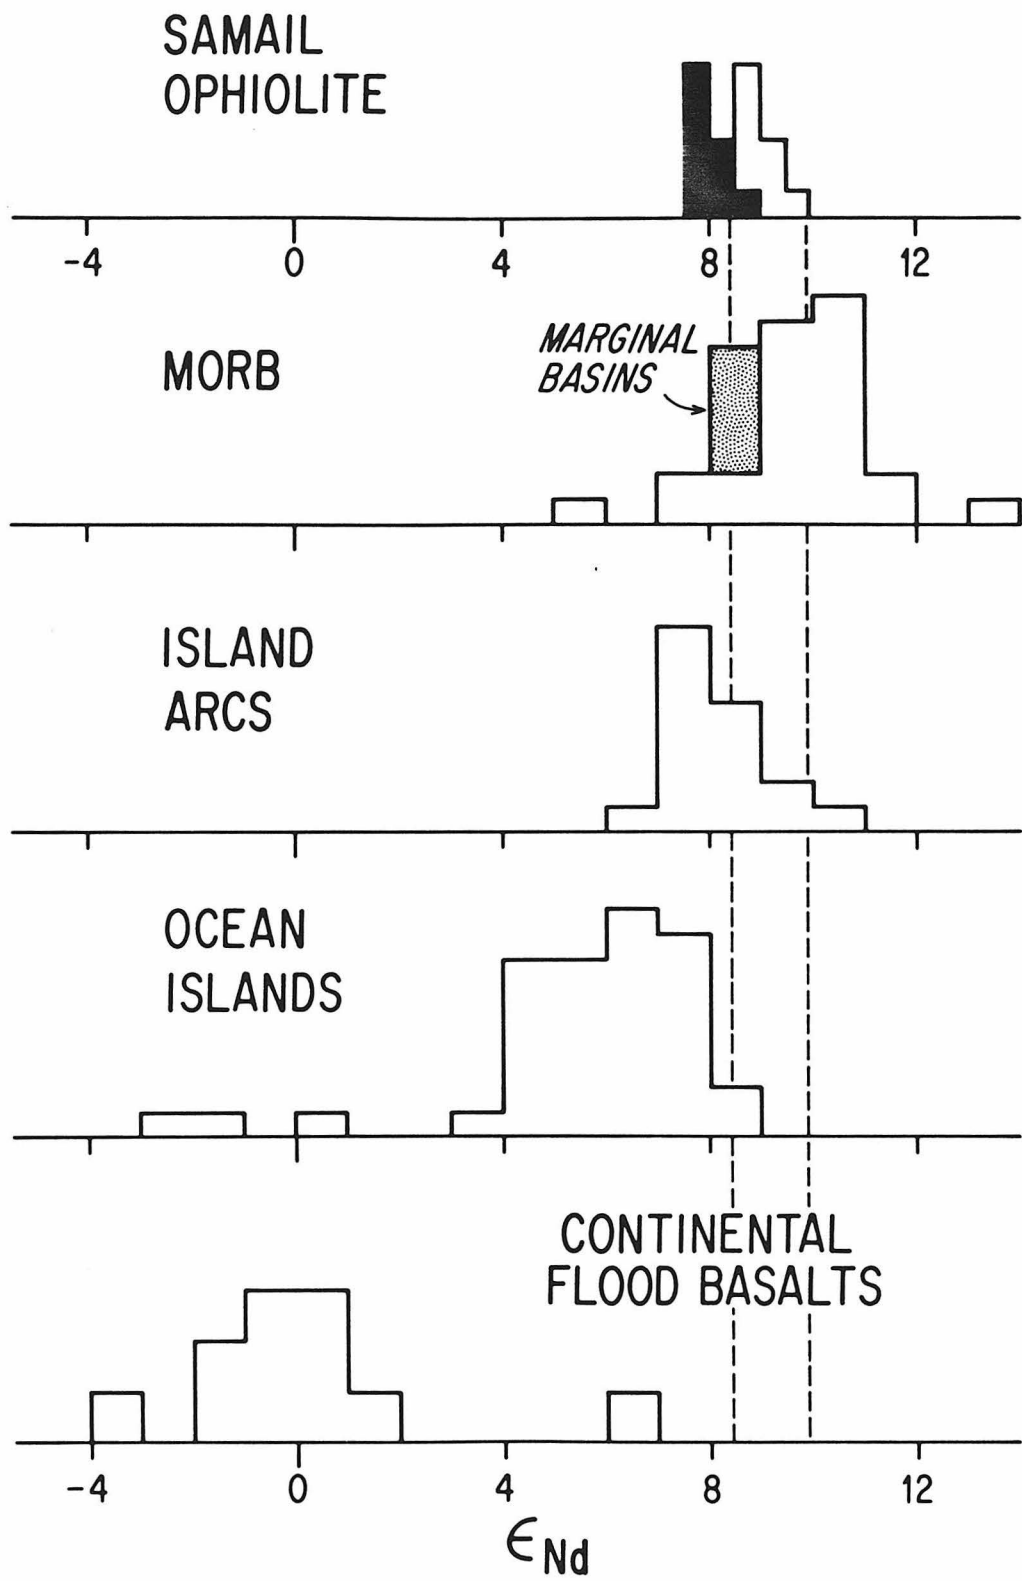 SAMAIL
OPHIOLITE
-4 0 4 8 12
MORB
MARGINAL
BASINS
ISLAND
ARCS
OCEAN
ISLANDS
CONTINENTAL
FLOOD BASALTS
-4 0 4 8 12
ϵNd